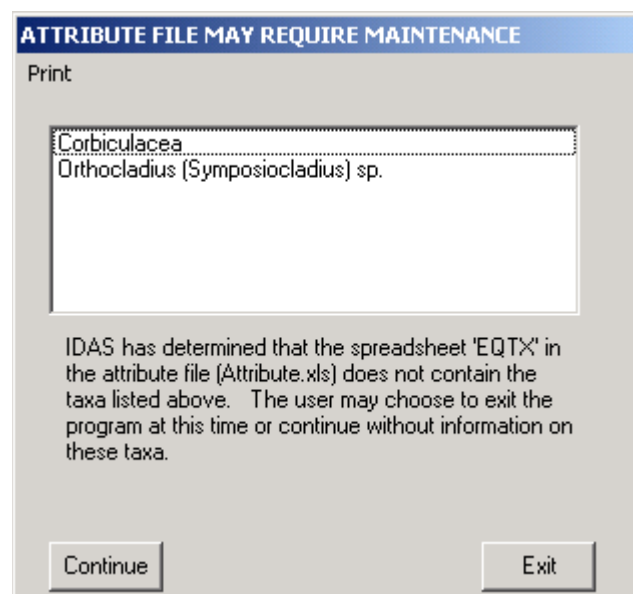 ATTRIBUTE FILE MAY REQUIRE MAINTENANCE
Print
Corbiculacea
Orthocladius (Symposiocladius) sp.
IDAS has determined that the spreadsheet 'EQTX' in
the attribute file (Attribute.xls) does not contain the
taxa listed above.   The user may choose to exit the
program at this time or continue without information on
these taxa.
Continue
Exit